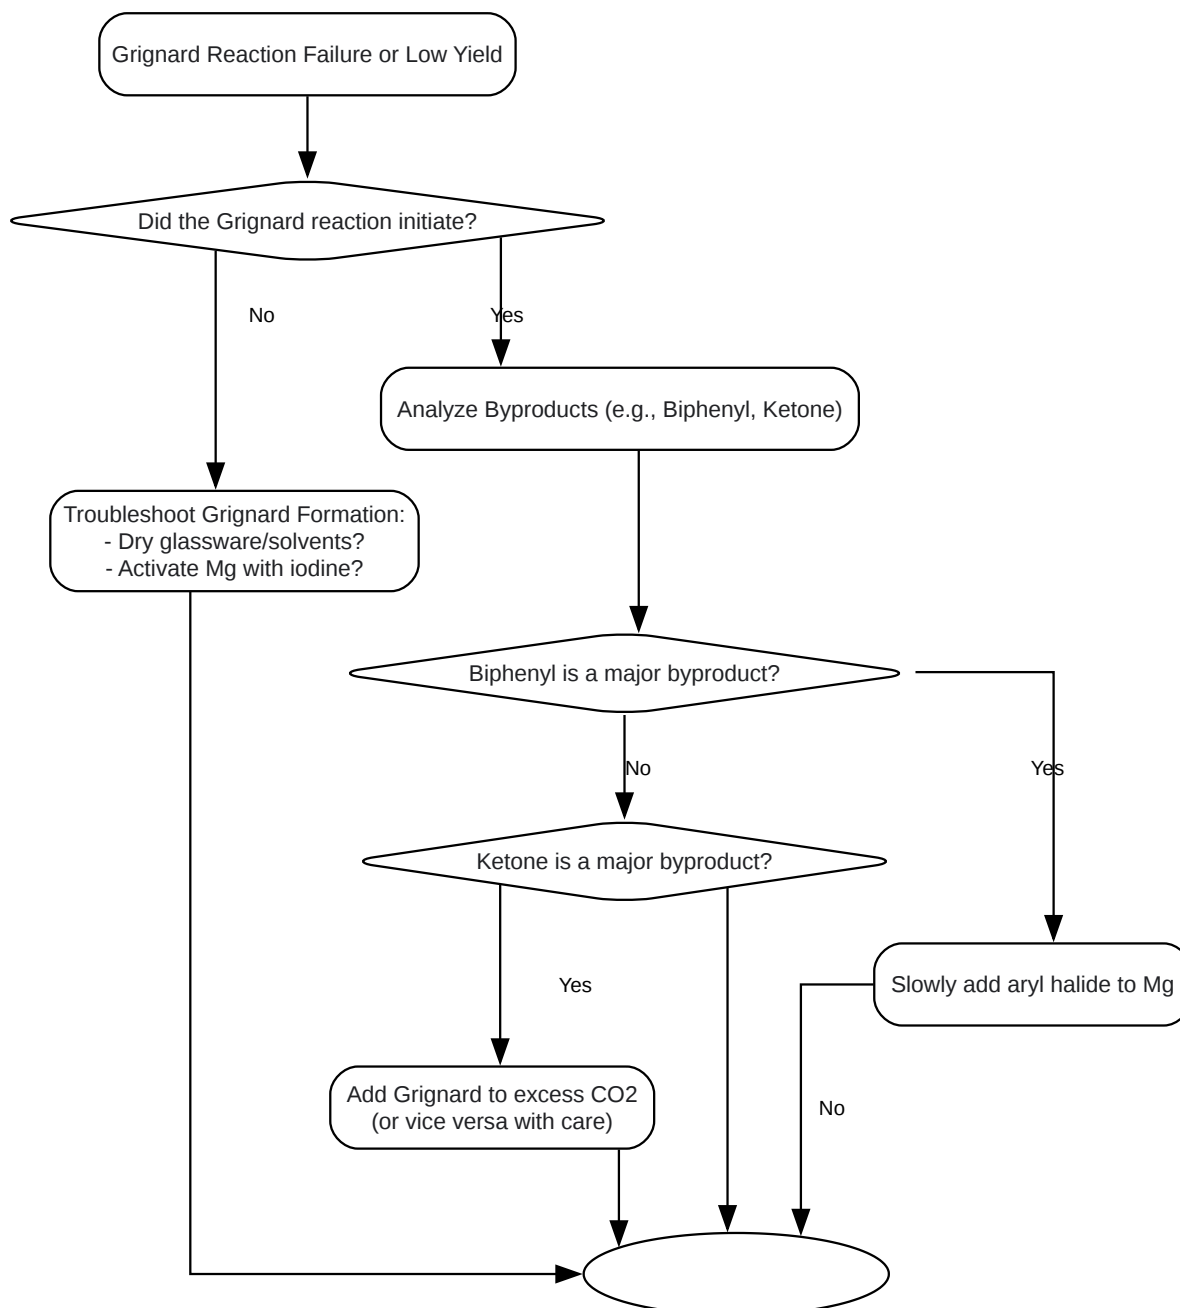 Grignard Reaction Failure or Low Yield
Did the Grignard reaction initiate?
No
Yes
Analyze Byproducts (e.g., Biphenyl, Ketone)
Troubleshoot Grignard Formation:
- Dry glassware/solvents?
- Activate Mg with iodine?
Biphenyl is a major byproduct?
No
Yes
Ketone is a major byproduct?
Yes
Slowly add aryl halide to Mg
Add Grignard to excess CO2
(or vice versa with care)
No